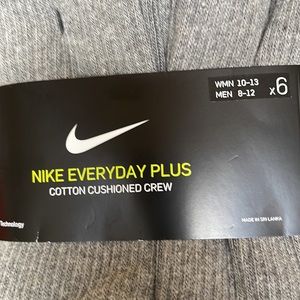 WMN 10-13
MEN 8-12
x6
NIKE EVERYDAY PLUS
COTTON CUSHIONED CREW
Technology
MADE IN SRI LANKA